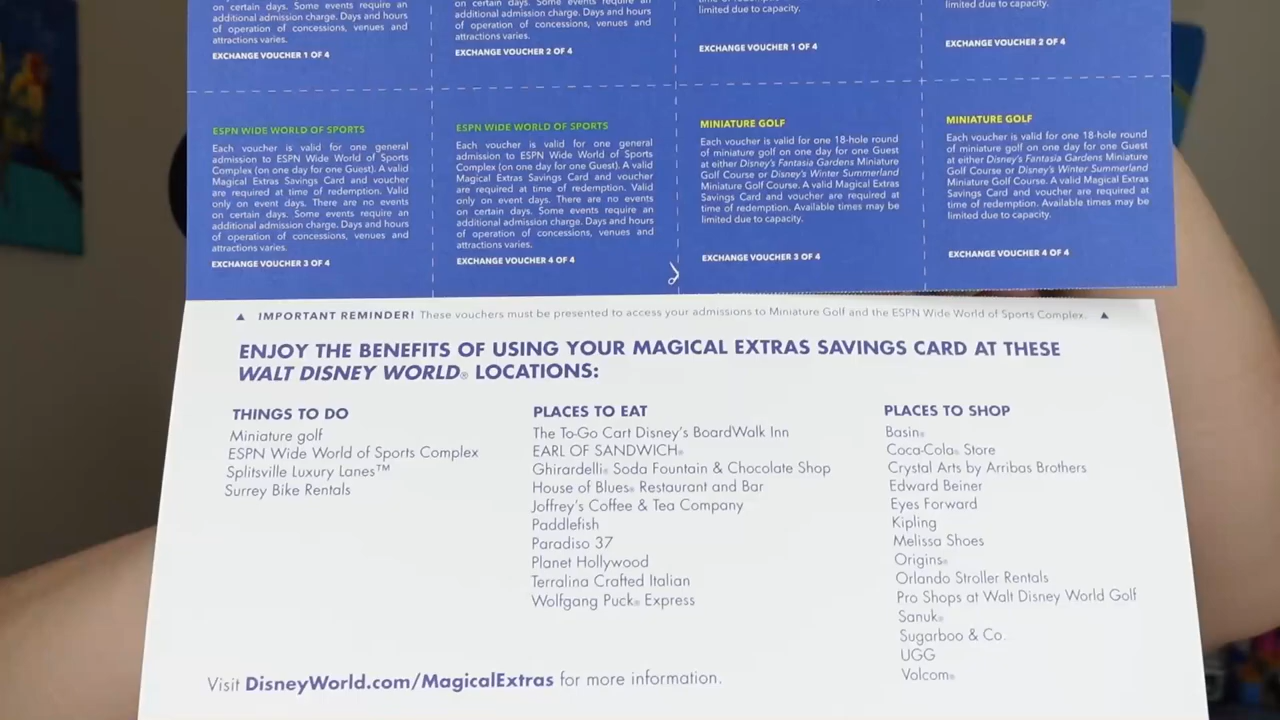 on certain days. Some events require an
additional admission charge. Days and hours
of operation of concessions, venues and
attractions varies.
EXCHANGE VOUCHER 1 OF 4
on certain days. Some events require an
additional admission charge. Days and hours
of operation of concessions, venues and
attractions varies.
EXCHANGE VOUCHER 2 OF 4
limited due to capacity.
EXCHANGE VOUCHER 1 OF 4
limited due to capacity.
EXCHANGE VOUCHER 2 OF 4
ESPN WIDE WORLD OF SPORTS
Each voucher is valid for one general
admission to ESPN Wide World of Sports
Complex (on one day for one Guest). A valid
Magical Extras Savings Card and voucher
are required at time of redemption. Valid
only on event days. There are no events
on certain days. Some events require an
additional admission charge. Days and hours
of operation of concessions, venues and
attractions varies.
EXCHANGE VOUCHER 3 OF 4
ESPN WIDE WORLD OF SPORTS
Each voucher is valid for one general
admission to ESPN Wide World of Sports
Complex (on one day for one Guest). A valid
Magical Extras Savings Card and voucher
are required at time of redemption. Valid
only on event days. There are no events
on certain days. Some events require an
additional admission charge. Days and hours
of operation of concessions, venues and
attractions varies.
EXCHANGE VOUCHER 4 OF 4
MINIATURE GOLF
Each voucher is valid for one 18-hole round
of miniature golf on one day for one Guest
at either Disney's Fantasia Gardens Miniature
Golf Course or Disney's Winter Summerland
Miniature Golf Course. A valid Magical Extras
Savings Card and voucher are required at
time of redemption. Available times may be
limited due to capacity.
EXCHANGE VOUCHER 3 OF 4
MINIATURE GOLF
Each voucher is valid for one 18-hole round
of miniature golf on one day for one Guest
at either Disney's Fantasia Gardens Miniature
Golf Course or Disney's Winter Summerland
Miniature Golf Course. A valid Magical Extras
Savings Card and voucher are required at
time of redemption. Available times may be
limited due to capacity.
EXCHANGE VOUCHER 4 OF 4
▲ IMPORTANT REMINDER! These vouchers must be presented to access your admissions to Miniature Golf and the ESPN Wide World of Sports Complex. ▲
ENJOY THE BENEFITS OF USING YOUR MAGICAL EXTRAS SAVINGS CARD AT THESE
WALT DISNEY WORLD® LOCATIONS:
THINGS TO DO
Miniature golf
ESPN Wide World of Sports Complex
Splitsville Luxury Lanes™
Surrey Bike Rentals
PLACES TO EAT
The To-Go Cart Disney's BoardWalk Inn
EARL OF SANDWICH®
Ghirardelli® Soda Fountain & Chocolate Shop
House of Blues® Restaurant and Bar
Joffrey's Coffee & Tea Company
Paddlefish
Paradiso 37
Planet Hollywood
Terralina Crafted Italian
Wolfgang Puck® Express
PLACES TO SHOP
Basin®
Coca-Cola® Store
Crystal Arts by Arribas Brothers
Edward Beiner
Eyes Forward
Kipling
Melissa Shoes
Origins®
Orlando Stroller Rentals
Pro Shops at Walt Disney World Golf
Sanuk®
Sugarboo & Co.
UGG
Volcom®
Visit DisneyWorld.com/MagicalExtras for more information.